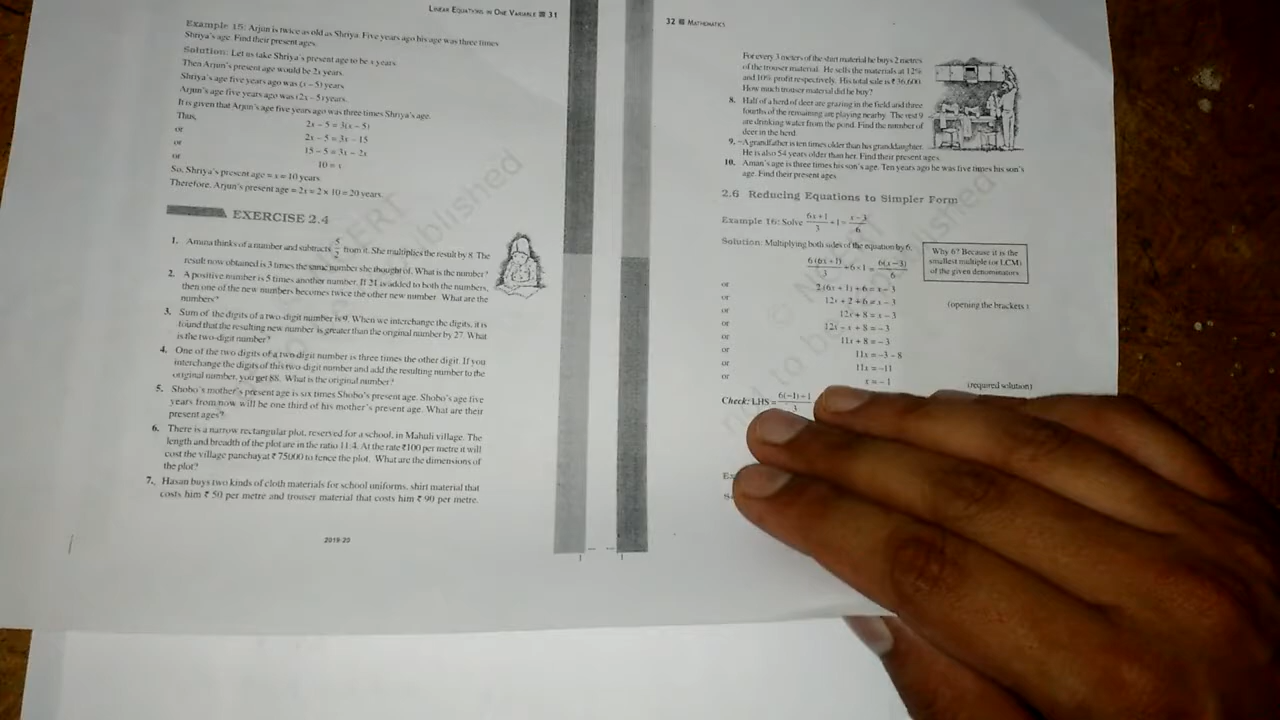 LINEAR EQUATIONS IN ONE VARIABLE 31
Example 15: Arjun is twice as old as Shriya. Five years ago his age was three times
Shriya's age. Find their present ages.
Solution: Let us take Shriya's present age to be x years.
Then Arjun's present age would be 2x years.
Shriya's age five years ago was (x – 5) years.
Arjun's age five years ago was (2x – 5) years.
It is given that Arjun's age five years ago was three times Shriya's age.
Thus,
2x – 5 = 3(x – 5)
or 2x – 5 = 3x – 15
or 15 – 5 = 3x – 2x
or 10 = x
So, Shriya's present age = x = 10 years.
Therefore, Arjun's present age = 2x = 2 × 10 = 20 years.
EXERCISE 2.4
1. Amina thinks of a number and subtracts 5/2 from it. She multiplies the result by 8. The
result now obtained is 3 times the same number she thought of. What is the number?
2. A positive number is 5 times another number. If 21 is added to both the numbers,
then one of the new numbers becomes twice the other new number. What are the
numbers?
3. Sum of the digits of a two-digit number is 9. When we interchange the digits, it is
found that the resulting new number is greater than the original number by 27. What
is the two-digit number?
4. One of the two digits of a two digit number is three times the other digit. If you
interchange the digits of this two-digit number and add the resulting number to the
original number, you get 88. What is the original number?
5. Shobo's mother's present age is six times Shobo's present age. Shobo's age five
years from now will be one third of his mother's present age. What are their
present ages?
6. There is a narrow rectangular plot, reserved for a school, in Mahuli village. The
length and breadth of the plot are in the ratio 11:4. At the rate ₹100 per metre it will
cost the village panchayat ₹ 75000 to fence the plot. What are the dimensions of
the plot?
7. Hasan buys two kinds of cloth materials for school uniforms, shirt material that
costs him ₹ 50 per metre and trouser material that costs him ₹ 90 per metre.
2019-20
32 MATHEMATICS
For every 3 meters of the shirt material he buys 2 metres
of the trouser material. He sells the materials at 12%
and 10% profit respectively. His total sale is ₹ 36,600.
How much trouser material did he buy?
8. Half of a herd of deer are grazing in the field and three
fourths of the remaining are playing nearby. The rest 9
are drinking water from the pond. Find the number of
deer in the herd.
9. A grandfather is ten times older than his granddaughter.
He is also 54 years older than her. Find their present ages.
10. Aman's age is three times his son's age. Ten years ago he was five times his son's
age. Find their present ages.
2.6 Reducing Equations to Simpler Form
Example 16: Solve (6x + 1)/3 + 1 = (x – 3)/6
Solution: Multiplying both sides of the equation by 6,
Why 6? Because it is the
smallest multiple (or LCM)
of the given denominators.
6(6x + 1)/3 + 6 × 1 = 6(x – 3)/6
or 2(6x + 1) + 6 = x – 3
or 12x + 2 + 6 = x – 3 (opening the brackets )
or 12x + 8 = x – 3
or 12x – x + 8 = – 3
or 11x + 8 = – 3
or 11x = –3 – 8
or 11x = –11
or x = – 1 (required solution)
Check: LHS = 6(–1)+1/3